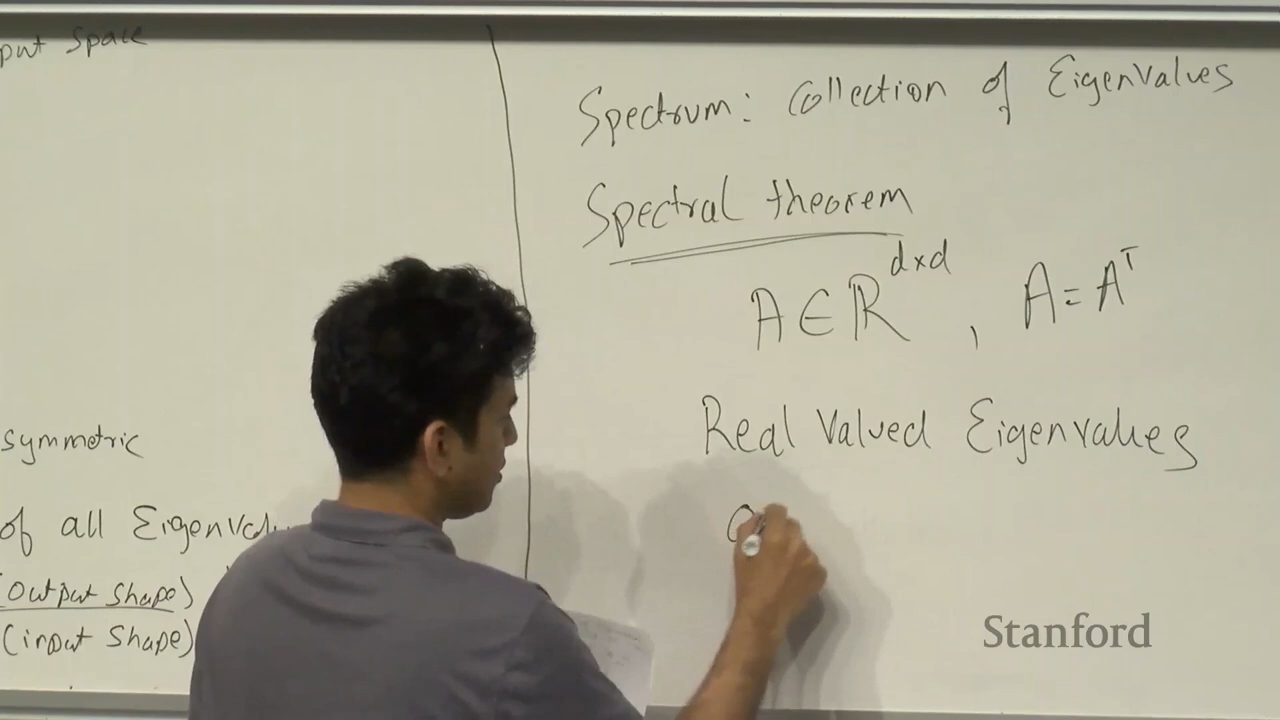 put Space
symmetric
of all Eigenval
(output shape)
(input shape)
Spectrum: Collection of Eigenvalues
Spectral theorem
A ∈ ℝ^{d×d} , A = A^T
Real Valued Eigenvalues
Stanford